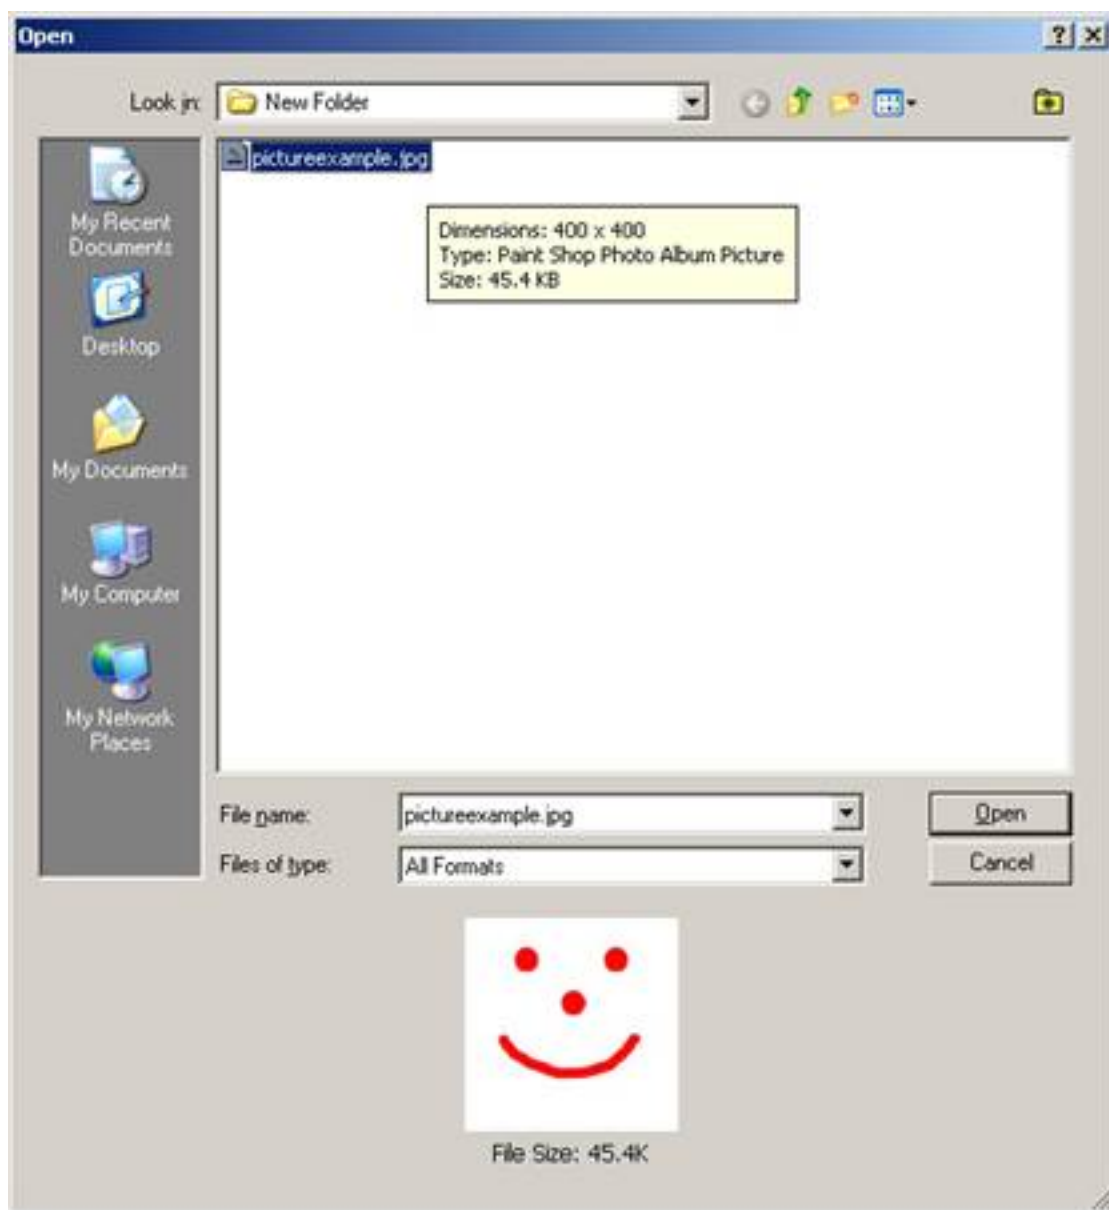 Open
Look in:
New Folder
pictureexample.jpg
Dimensions: 400 x 400
Type: Paint Shop Photo Album Picture
Size: 45.4 KB
My Recent
Documents
Desktop
My Documents
My Computer
My Network
Places
File name:
pictureexample.jpg
Open
Files of type:
All Formats
Cancel
File Size: 45.4K